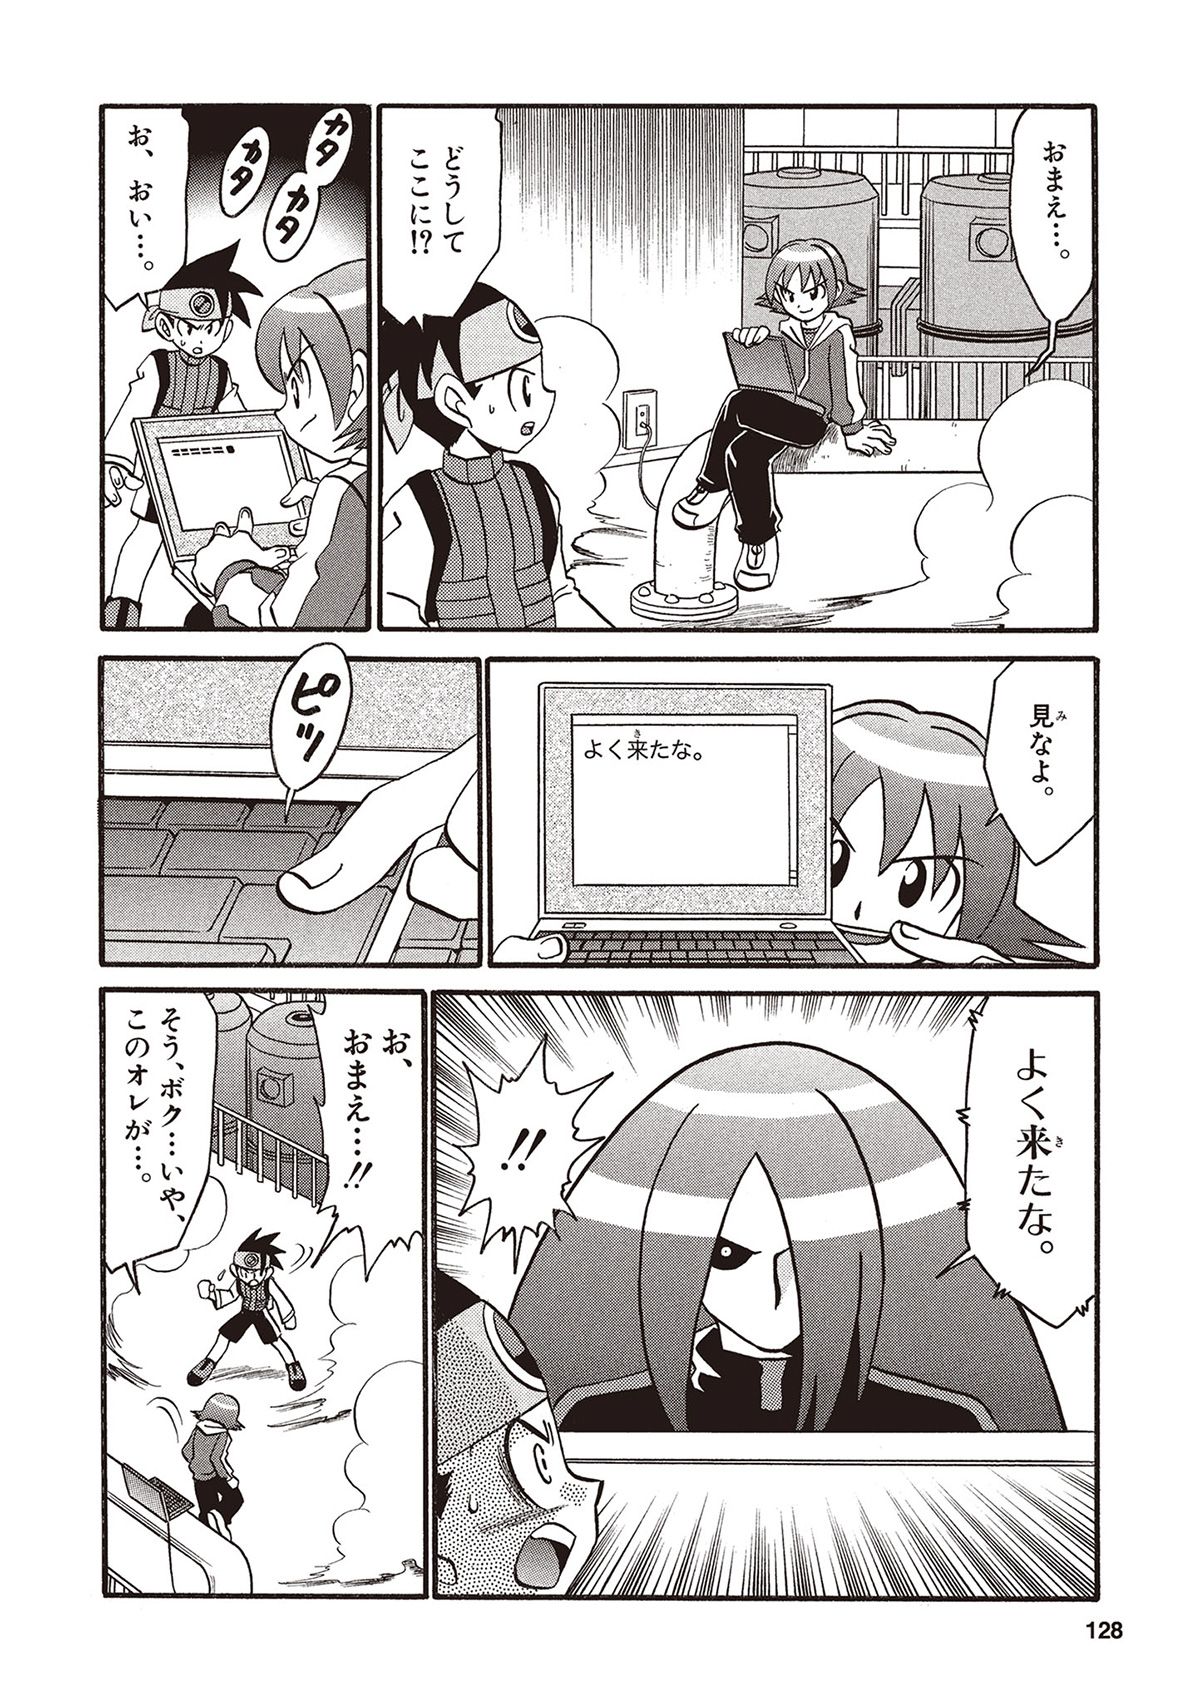 おまえ…。
どうして
ここに!?
カタ
カタ
カタ
お、おい…。
見なよ。
よく来たな。
ピッ
よく来たな。
!!
お、
おまえ…!!
そう、ボク…いや、
このオレが…。
128